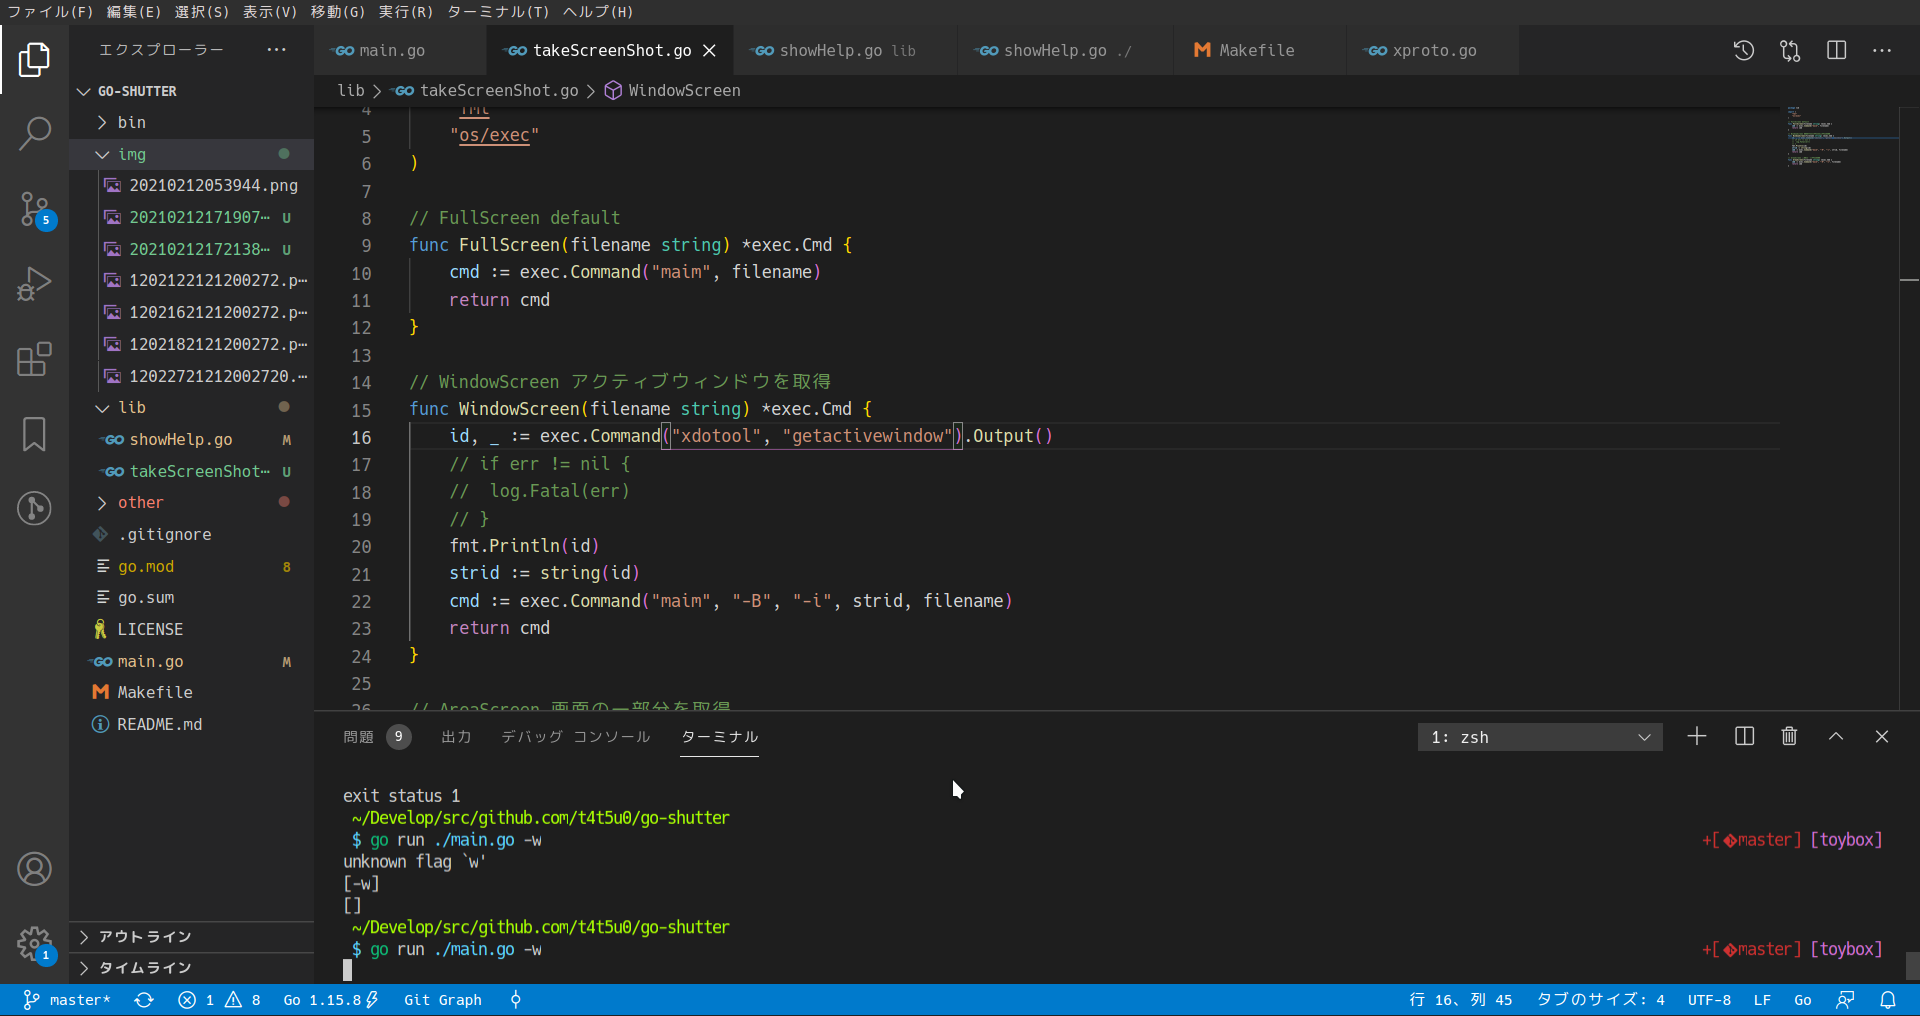 ファイル(F) 編集(E) 選択(S) 表示(V) 移動(G) 実行(R) ターミナル(T) ヘルプ(H)
エクスプローラー
main.go
takeScreenShot.go
showHelp.go lib
showHelp.go ./
Makefile
xproto.go
GO-SHUTTER
bin
img
20210212053944.png
20210212171907… U
20210212172138… U
1202122121200272.p…
1202162121200272.p…
1202182121200272.p…
12022721212002720.…
lib
showHelp.go M
takeScreenShot… U
other
.gitignore
go.mod 8
go.sum
LICENSE
main.go M
Makefile
README.md
アウトライン
タイムライン
lib > takeScreenShot.go > WindowScreen
4 "fmt"
5 "os/exec"
6 )
7
8 // FullScreen default
9 func FullScreen(filename string) *exec.Cmd {
10 cmd := exec.Command("maim", filename)
11 return cmd
12 }
13
14 // WindowScreen アクティブウィンドウを取得
15 func WindowScreen(filename string) *exec.Cmd {
16 id, _ := exec.Command("xdotool", "getactivewindow").Output()
17 // if err != nil {
18 //  log.Fatal(err)
19 // }
20 fmt.Println(id)
21 strid := string(id)
22 cmd := exec.Command("maim", "-B", "-i", strid, filename)
23 return cmd
24 }
25
26 // AreaScreen 画面の一部分を取得
問題 9 出力 デバッグ コンソール ターミナル
1: zsh
exit status 1
~/Develop/src/github.com/t4t5u0/go-shutter
$ go run ./main.go -w +[master] [toybox]
unknown flag `w'
[-w]
[]
~/Develop/src/github.com/t4t5u0/go-shutter
$ go run ./main.go -w +[master] [toybox]
5
1
master* 1 8 Go 1.15.8 Git Graph 行 16、列 45 タブのサイズ: 4 UTF-8 LF Go